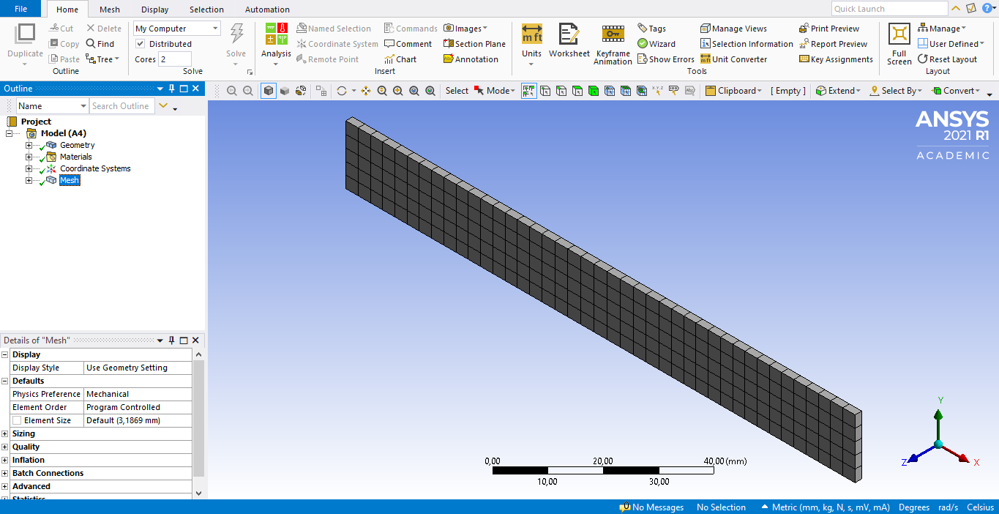 File Home Mesh Display Selection Automation Quick Launch
Duplicate Cut Delete
Copy Find
Paste Tree
Outline
My Computer
Distributed
Cores 2
Solve
Solve
Analysis
Named Selection Commands Images
Coordinate System Comment Section Plane
Remote Point Chart Annotation
Insert
Units Worksheet Keyframe
Animation
Tags Manage Views Print Preview
Wizard Selection Information Report Preview
Show Errors Unit Converter Key Assignments
Tools
Full
Screen
Manage
User Defined
Reset Layout
Layout
Outline
Select Mode Clipboard [ Empty ] Extend Select By Convert
Name Search Outline
Project
Model (A4)
Geometry
Materials
Coordinate Systems
Mesh
ANSYS
2021 R1
ACADEMIC
Details of "Mesh"
Display
Display Style Use Geometry Setting
Defaults
Physics Preference Mechanical
Element Order Program Controlled
Element Size Default (3,1869 mm)
Sizing
Quality
Inflation
Batch Connections
Advanced
Statistics
0,00 20,00 40,00 (mm)
10,00 30,00
Y
Z X
0 No Messages No Selection Metric (mm, kg, N, s, mV, mA) Degrees rad/s Celsius